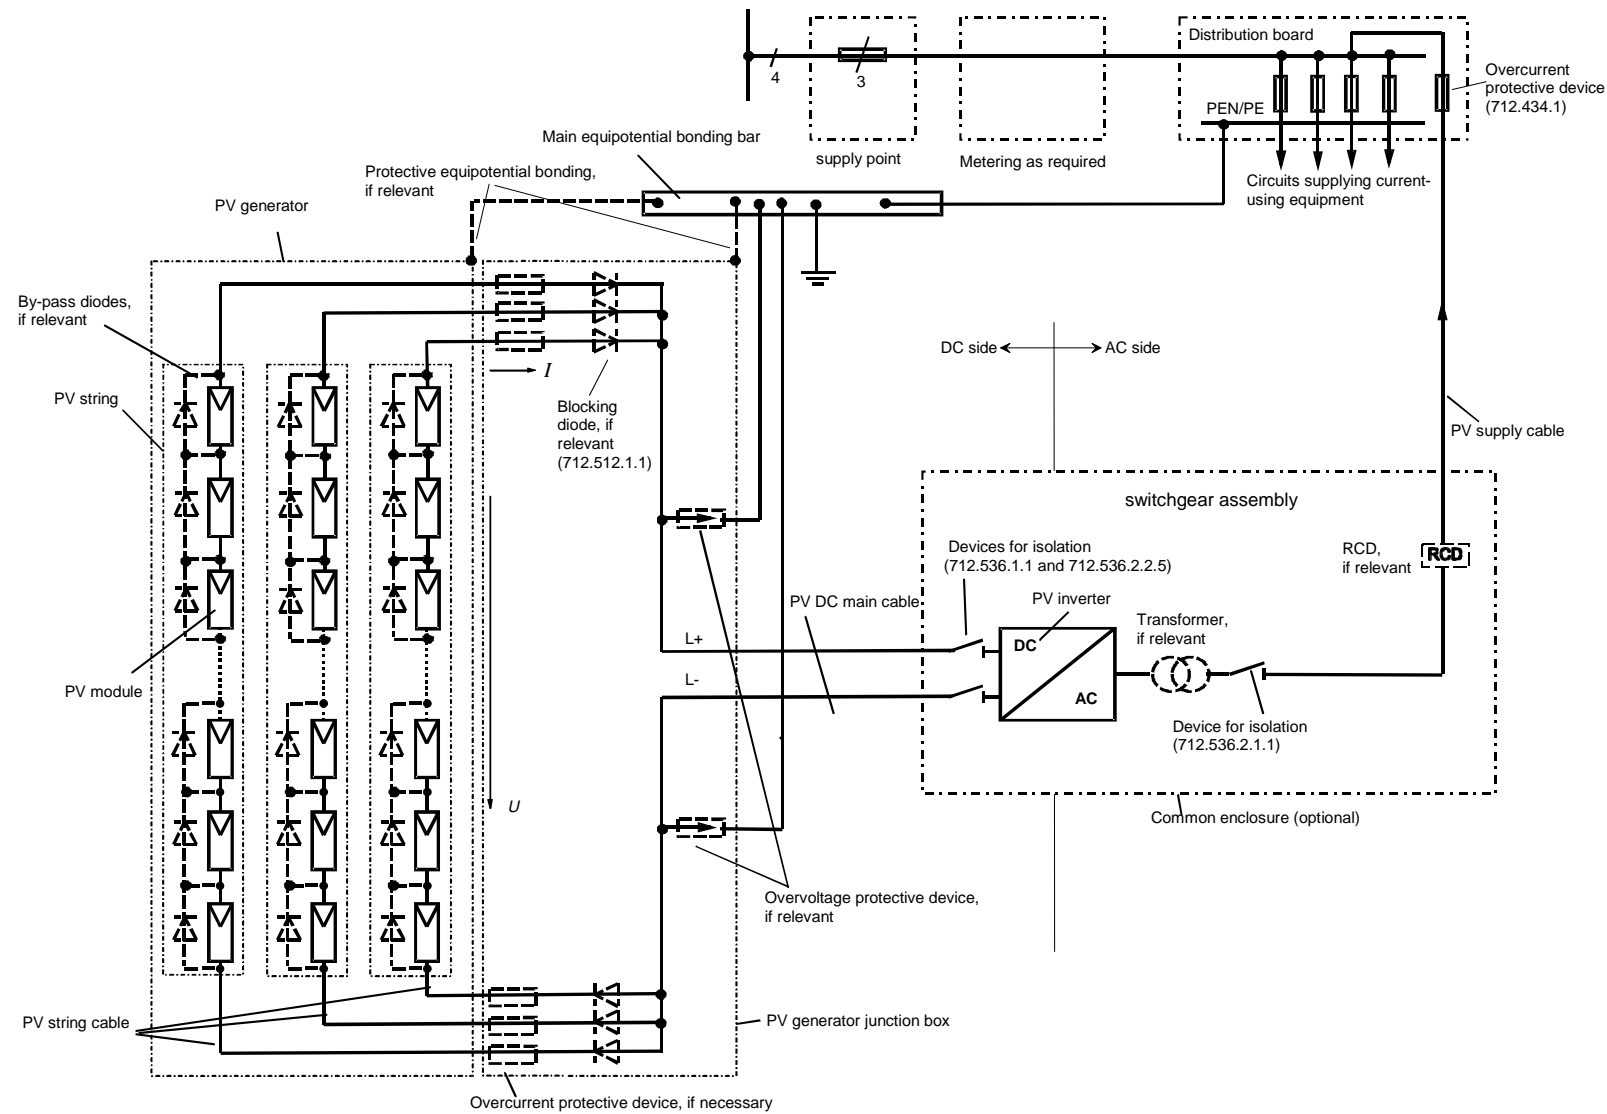 Distribution board
Overcurrent
protective device
(712.434.1)
4
3
PEN/PE
Main equipotential bonding bar
supply point
Metering as required
Protective equipotential bonding,
if relevant
Circuits supplying current-
using equipment
PV generator
By-pass diodes,
if relevant
DC side
AC side
I
PV string
Blocking
diode, if
relevant
(712.512.1.1)
PV supply cable
switchgear assembly
Devices for isolation
(712.536.1.1 and 712.536.2.2.5)
RCD,
if relevant
RCD
PV DC main cable
PV inverter
Transformer,
if relevant
L+
DC
L-
AC
PV module
Device for isolation
(712.536.2.1.1)
U
Common enclosure (optional)
Overvoltage protective device,
if relevant
PV string cable
PV generator junction box
Overcurrent protective device, if necessary